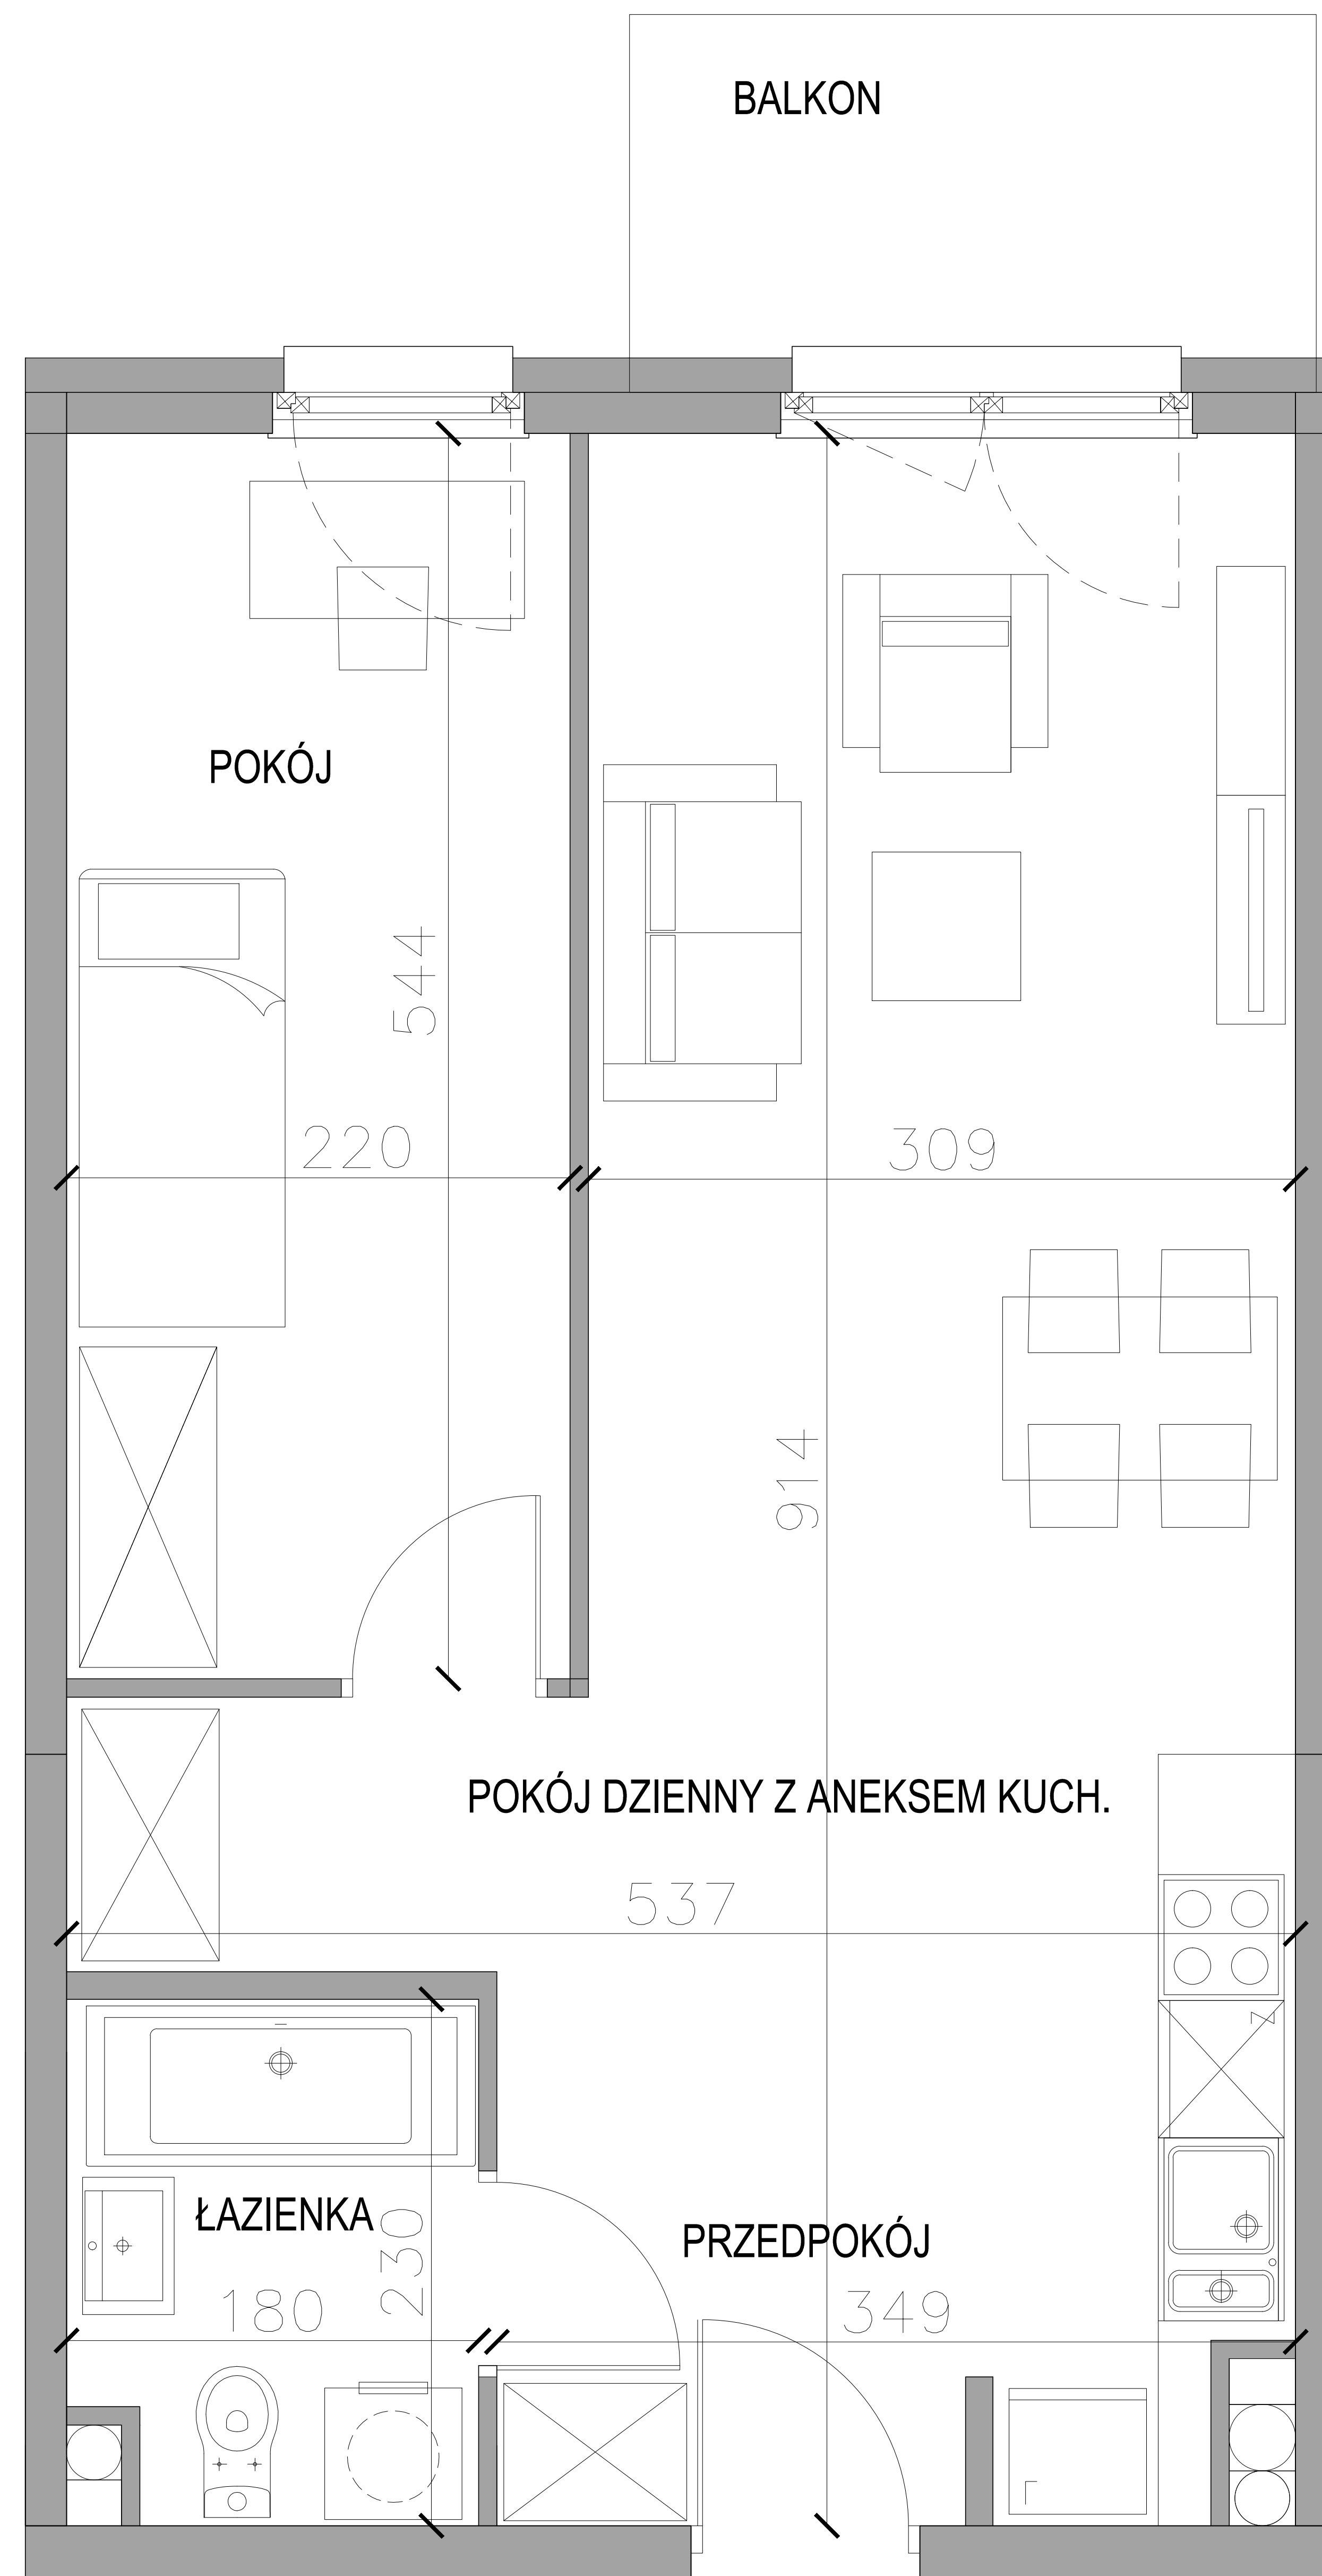 BALKON
POKÓJ
544
220
309
914
POKÓJ DZIENNY Z ANEKSEM KUCH.
537
Z
ŁAZIENKA
230
PRZEDPOKÓJ
180
349